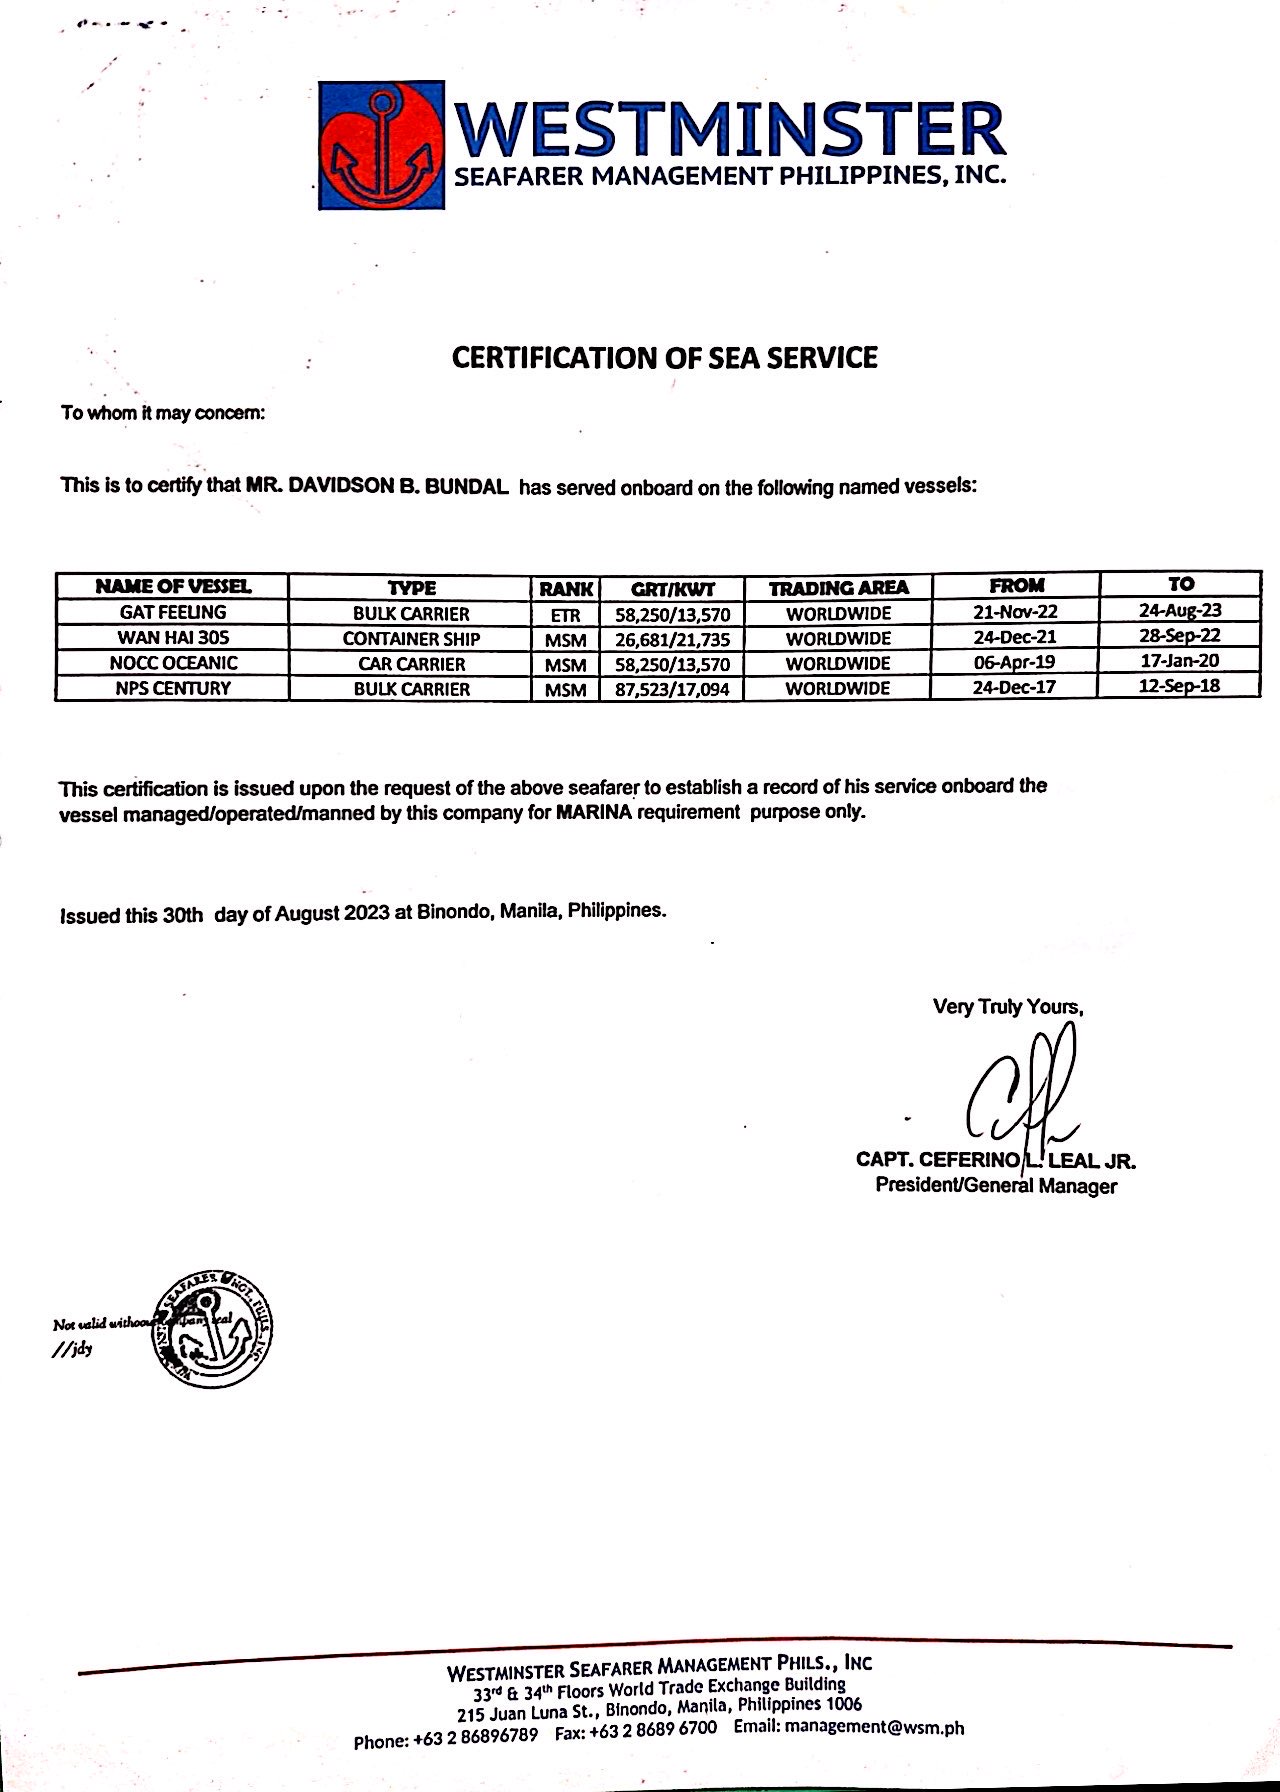 WESTMINSTER
SEAFARER MANAGEMENT PHILIPPINES, INC.
CERTIFICATION OF SEA SERVICE
To whom it may concern:
This is to certify that MR. DAVIDSON B. BUNDAL has served onboard on the following named vessels:
NAME OF VESSEL TYPE RANK GRT/KWT TRADING AREA FROM TO
GAT FEELING BULK CARRIER ETR 58,250/13,570 WORLDWIDE 21-Nov-22 24-Aug-23
WAN HAI 305 CONTAINER SHIP MSM 26,681/21,735 WORLDWIDE 24-Dec-21 28-Sep-22
NOCC OCEANIC CAR CARRIER MSM 58,250/13,570 WORLDWIDE 06-Apr-19 17-Jan-20
NPS CENTURY BULK CARRIER MSM 87,523/17,094 WORLDWIDE 24-Dec-17 12-Sep-18
This certification is issued upon the request of the above seafarer to establish a record of his service onboard the
vessel managed/operated/manned by this company for MARINA requirement purpose only.
Issued this 30th day of August 2023 at Binondo, Manila, Philippines.
Very Truly Yours,
CAPT. CEFERINO L. LEAL JR.
President/General Manager
SEAFARER MNGT. PHILS., INC.
Not valid without seal
//jdy
WESTMINSTER SEAFARER MANAGEMENT PHILS., INC
33rd & 34th Floors World Trade Exchange Building
215 Juan Luna St., Binondo, Manila, Philippines 1006
Phone: +63 2 86896789 Fax: +63 2 8689 6700 Email: management@wsm.ph